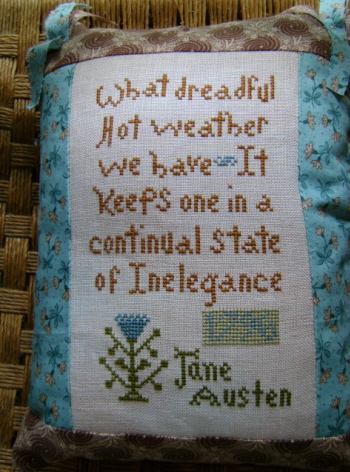 What dreadful
Hot weather
we have It
Keeps one in a
continual state
of Inelegance
Jane
Austen